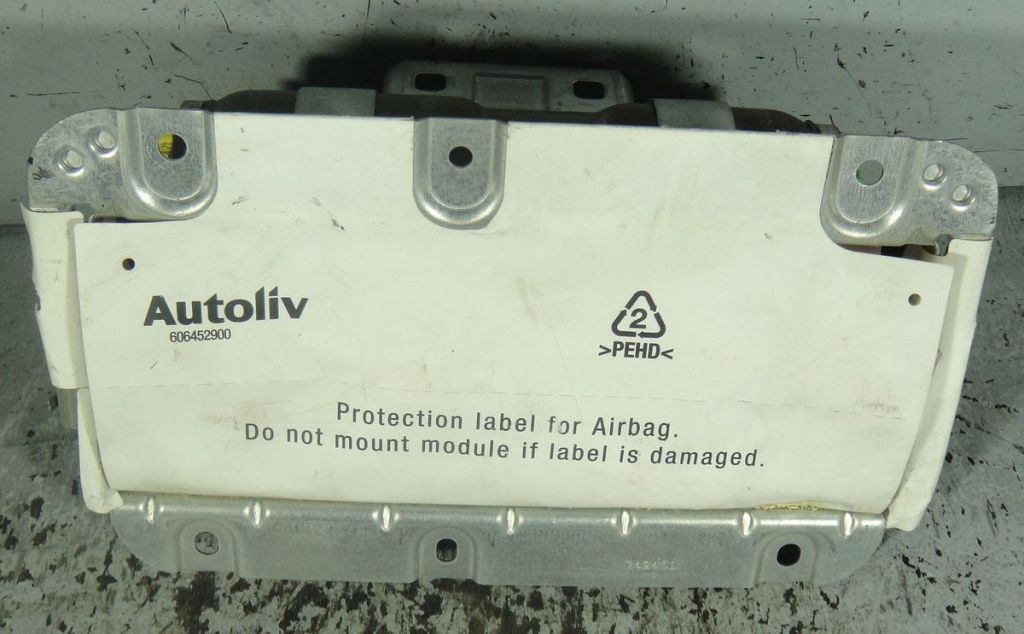 Autoliv
606452900
2
>PEHD<
Protection label for Airbag.
Do not mount module if label is damaged.